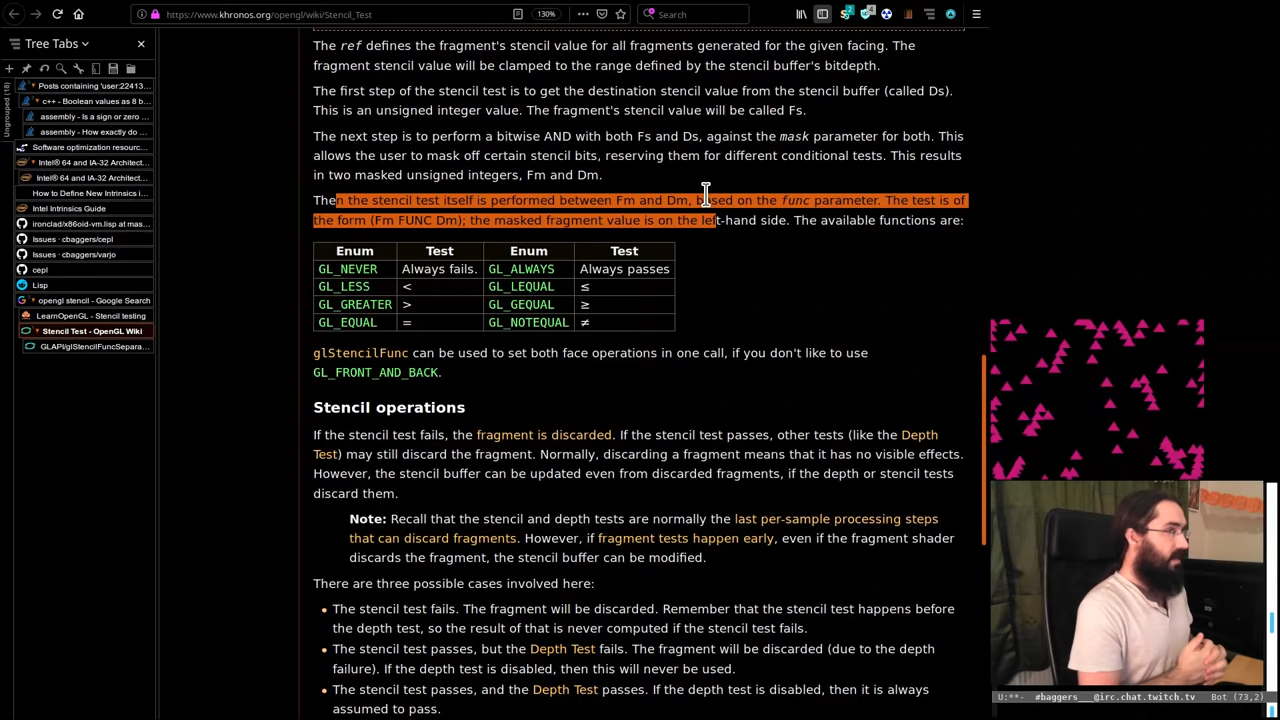 https://www.khronos.org/opengl/wiki/Stencil_Test
130%
Search
2
4
Tree Tabs
Ungrouped (18)
Posts containing 'user:22413...
c++ - Boolean values as 8 b...
assembly - Is a sign or zero ...
assembly - How exactly do ...
Software optimization resour...
Intel® 64 and IA-32 Architect...
Intel® 64 and IA-32 Architect...
How to Define New Intrinsics i...
Intel Intrinsics Guide
ironclad/x86oid-vm.lisp at mast...
Issues · cbaggers/cepl
Issues · cbaggers/varjo
cepl
Lisp
opengl stencil - Google Search
LearnOpenGL - Stencil testing
Stencil Test - OpenGL Wiki
GLAPI/glStencilFuncSepara...
The ref defines the fragment's stencil value for all fragments generated for the given facing. The
fragment stencil value will be clamped to the range defined by the stencil buffer's bitdepth.
The first step of the stencil test is to get the destination stencil value from the stencil buffer (called Ds).
This is an unsigned integer value. The fragment's stencil value will be called Fs.
The next step is to perform a bitwise AND with both Fs and Ds, against the mask parameter for both. This
allows the user to mask off certain stencil bits, reserving them for different conditional tests. This results
in two masked unsigned integers, Fm and Dm.
Then the stencil test itself is performed between Fm and Dm, based on the func parameter. The test is of
the form (Fm FUNC Dm); the masked fragment value is on the left-hand side. The available functions are:
Enum Test Enum Test
GL_NEVER Always fails. GL_ALWAYS Always passes
GL_LESS < GL_LEQUAL ≤
GL_GREATER > GL_GEQUAL ≥
GL_EQUAL = GL_NOTEQUAL ≠
glStencilFunc can be used to set both face operations in one call, if you don't like to use
GL_FRONT_AND_BACK.
Stencil operations
If the stencil test fails, the fragment is discarded. If the stencil test passes, other tests (like the Depth
Test) may still discard the fragment. Normally, discarding a fragment means that it has no visible effects.
However, the stencil buffer can be updated even from discarded fragments, if the depth or stencil tests
discard them.
Note: Recall that the stencil and depth tests are normally the last per-sample processing steps
that can discard fragments. However, if fragment tests happen early, even if the fragment shader
discards the fragment, the stencil buffer can be modified.
There are three possible cases involved here:
• The stencil test fails. The fragment will be discarded. Remember that the stencil test happens before
the depth test, so the result of that is never computed if the stencil test fails.
• The stencil test passes, but the Depth Test fails. The fragment will be discarded (due to the depth
failure). If the depth test is disabled, then this will never be used.
• The stencil test passes, and the Depth Test passes. If the depth test is disabled, then it is always
assumed to pass.
U:**- #baggers___@irc.chat.twitch.tv Bot (73,2)